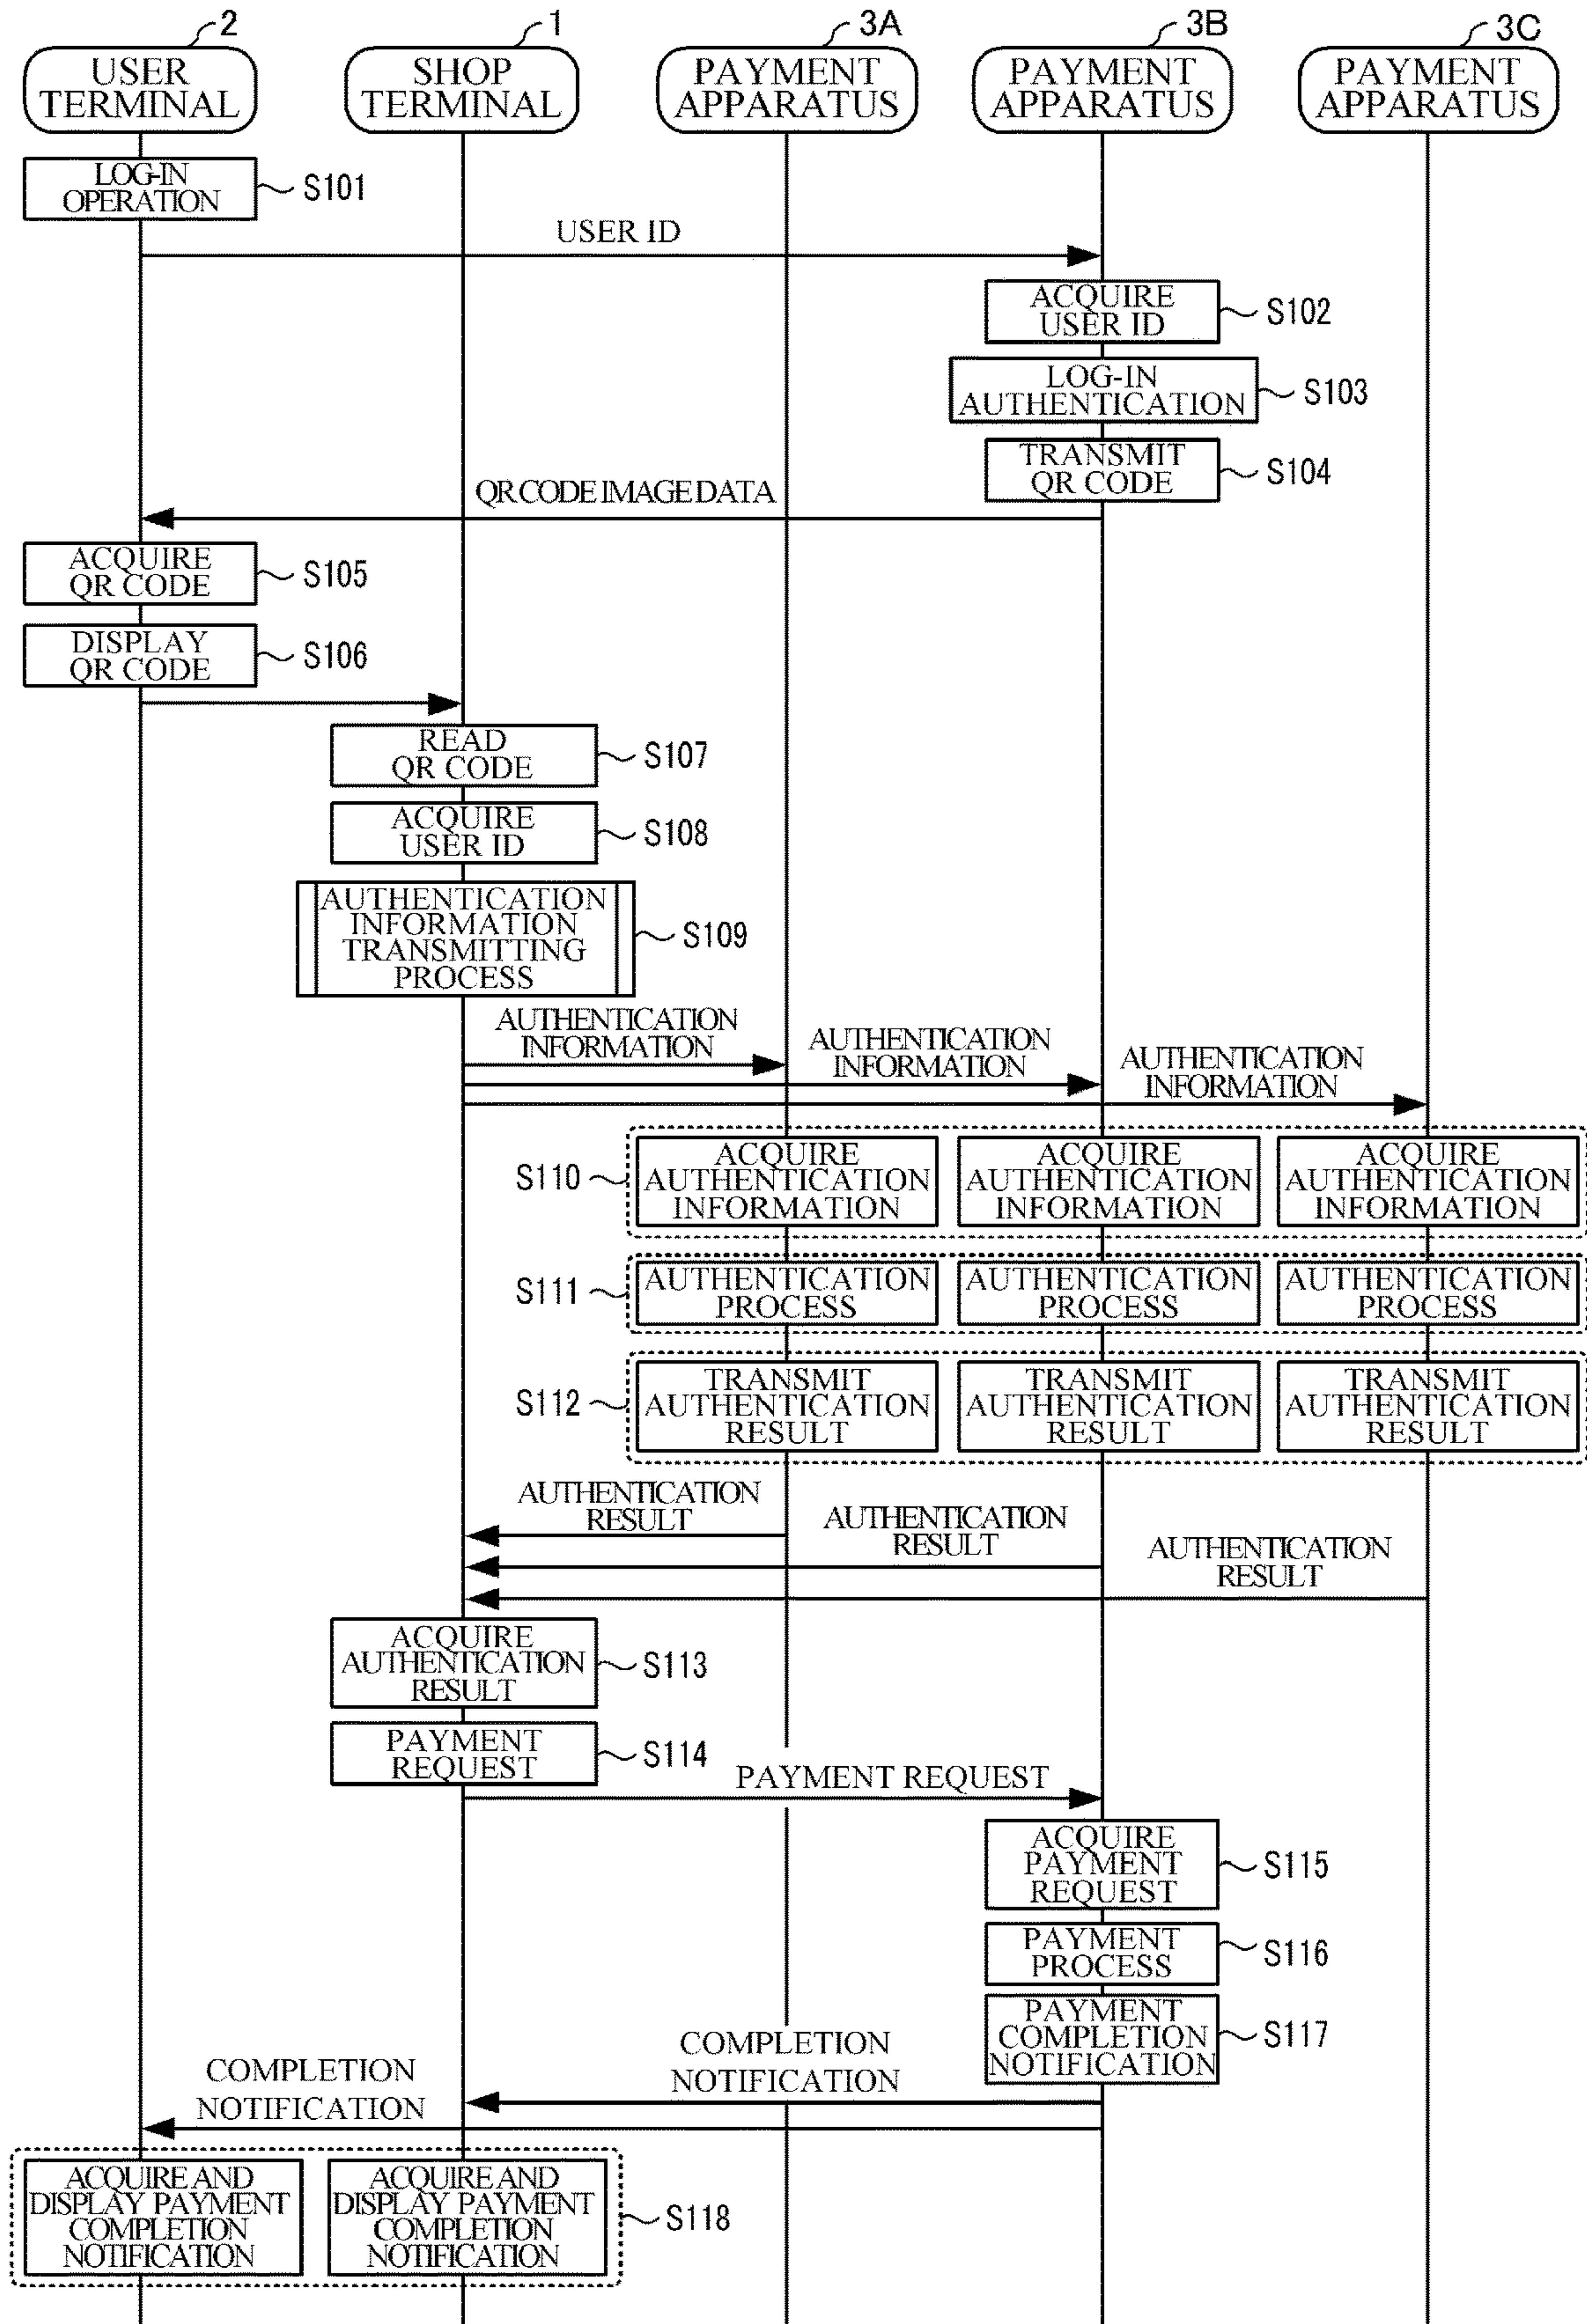 2
1
3A
3B
3C
USER
TERMINAL
SHOP
TERMINAL
PAYMENT
APPARATUS
PAYMENT
APPARATUS
PAYMENT
APPARATUS
LOG-IN
OPERATION
S101
USER ID
ACQUIRE
USER ID
S102
LOG-IN
AUTHENTICATION
S103
TRANSMIT
QR CODE
S104
QR CODE IMAGE DATA
ACQUIRE
QR CODE
S105
DISPLAY
QR CODE
S106
READ
QR CODE
S107
ACQUIRE
USER ID
S108
AUTHENTICATION
INFORMATION
TRANSMITTING
PROCESS
S109
AUTHENTICATION
INFORMATION
AUTHENTICATION
INFORMATION
AUTHENTICATION
INFORMATION
S110
ACQUIRE
AUTHENTICATION
INFORMATION
ACQUIRE
AUTHENTICATION
INFORMATION
ACQUIRE
AUTHENTICATION
INFORMATION
S111
AUTHENTICATION
PROCESS
AUTHENTICATION
PROCESS
AUTHENTICATION
PROCESS
S112
TRANSMIT
AUTHENTICATION
RESULT
TRANSMIT
AUTHENTICATION
RESULT
TRANSMIT
AUTHENTICATION
RESULT
AUTHENTICATION
RESULT
AUTHENTICATION
RESULT
AUTHENTICATION
RESULT
ACQUIRE
AUTHENTICATION
RESULT
S113
PAYMENT
REQUEST
S114
PAYMENT REQUEST
ACQUIRE
PAYMENT
REQUEST
S115
PAYMENT
PROCESS
S116
PAYMENT
COMPLETION
NOTIFICATION
S117
COMPLETION
NOTIFICATION
COMPLETION
NOTIFICATION
ACQUIRE AND
DISPLAY PAYMENT
COMPLETION
NOTIFICATION
ACQUIRE AND
DISPLAY PAYMENT
COMPLETION
NOTIFICATION
S118